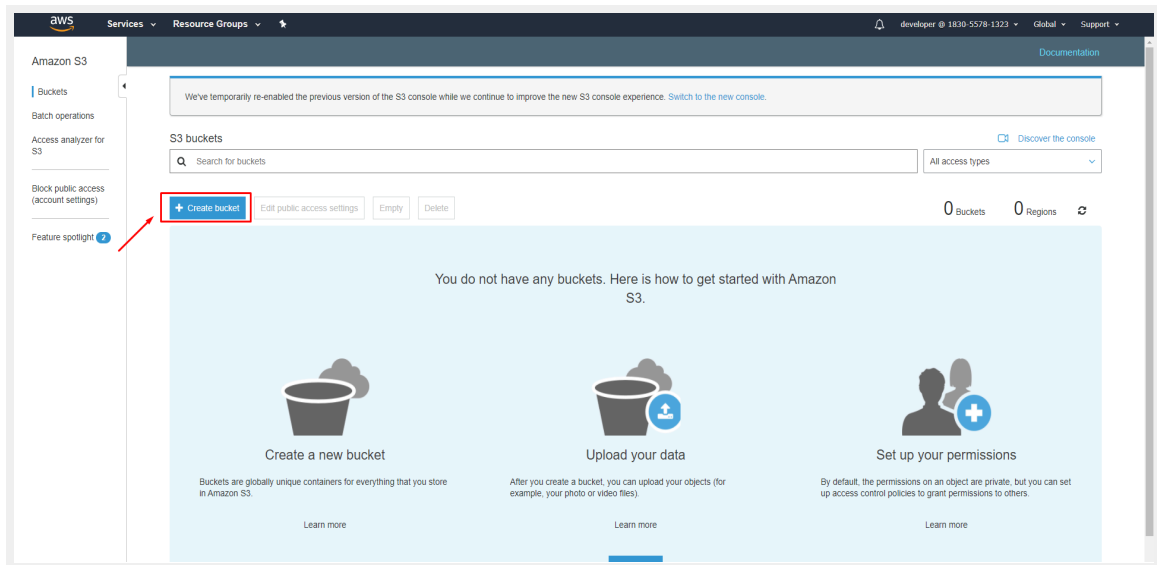 aws Services Resource Groups developer @ 1830-5578-1323 Global Support
Documentation
Amazon S3
Buckets
Batch operations
Access analyzer for
S3
Block public access
(account settings)
Feature spotlight 2
We've temporarily re-enabled the previous version of the S3 console while we continue to improve the new S3 console experience. Switch to the new console.
S3 buckets
Discover the console
Search for buckets
All access types
Create bucket
Edit public access settings
Empty
Delete
0 Buckets
0 Regions
You do not have any buckets. Here is how to get started with Amazon
S3.
Create a new bucket
Buckets are globally unique containers for everything that you store
in Amazon S3.
Learn more
Upload your data
After you create a bucket, you can upload your objects (for
example, your photo or video files).
Learn more
Set up your permissions
By default, the permissions on an object are private, but you can set
up access control policies to grant permissions to others.
Learn more